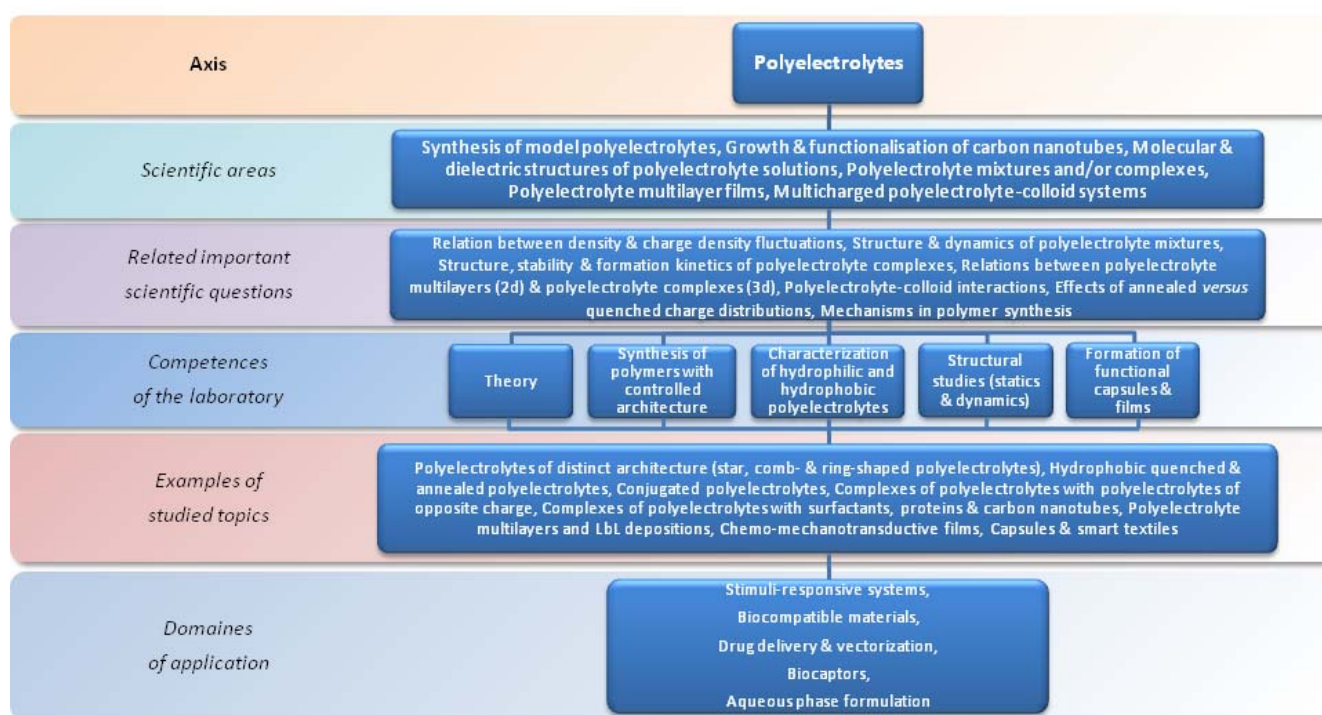 Axis
Polyelectrolytes
Scientific areas
Synthesis of model polyelectrolytes, Growth & functionalisation of carbon nanotubes, Molecular &
dielectric structures of polyelectrolyte solutions, Polyelectrolyte mixtures and/or complexes,
Polyelectrolyte multilayer films, Multicharged polyelectrolyte-colloid systems
Related important
scientific questions
Relation between density & charge density fluctuations, Structure & dynamics of polyelectrolyte mixtures,
Structure, stability & formation kinetics of polyelectrolyte complexes, Relations between polyelectrolyte
multilayers (2d) & polyelectrolyte complexes (3d), Polyelectrolyte-colloid interactions, Effects of annealed versus
quenched charge distributions, Mechanisms in polymer synthesis
Competences
of the laboratory
Theory
Synthesis of
polymers with
controlled
architecture
Characterization
of hydrophilic and
hydrophobic
polyelectrolytes
Structural
studies (statics
& dynamics)
Formation of
functional
capsules &
films
Examples of
studied topics
Polyelectrolytes of distinct architecture (star, comb- & ring-shaped polyelectrolytes), Hydrophobic quenched &
annealed polyelectrolytes, Conjugated polyelectrolytes, Complexes of polyelectrolytes with polyelectrolytes of
opposite charge, Complexes of polyelectrolytes with surfactants, proteins & carbon nanotubes, Polyelectrolyte
multilayers and LbL depositions, Chemo-mechanotransductive films, Capsules & smart textiles
Domaines
of application
Stimuli-responsive systems,
Biocompatible materials,
Drug delivery & vectorization,
Biocaptors,
Aqueous phase formulation